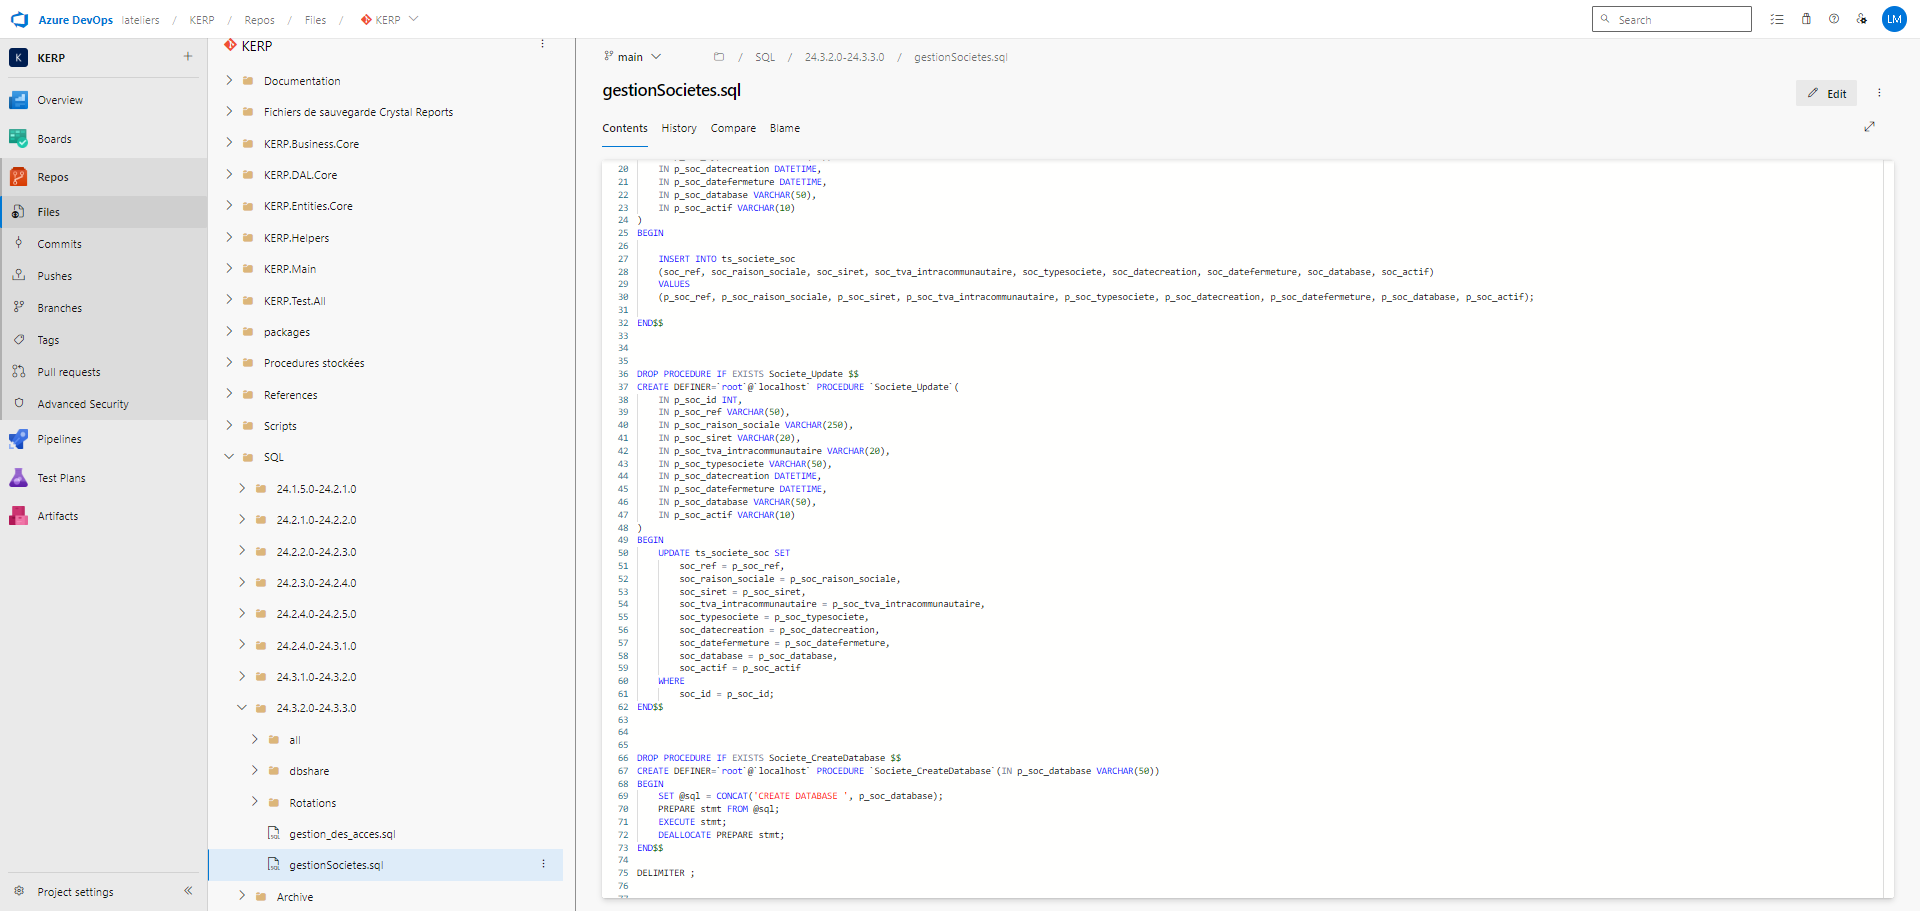 Azure DevOps lateliers / KERP / Repos / Files / KERP
Search
LM
K KERP
Overview
Boards
Repos
Files
Commits
Pushes
Branches
Tags
Pull requests
Advanced Security
Pipelines
Test Plans
Artifacts
Project settings
KERP
Documentation
Fichiers de sauvegarde Crystal Reports
KERP.Business.Core
KERP.DAL.Core
KERP.Entities.Core
KERP.Helpers
KERP.Main
KERP.Test.All
packages
Procedures stockées
References
Scripts
SQL
24.1.5.0-24.2.1.0
24.2.1.0-24.2.2.0
24.2.2.0-24.2.3.0
24.2.3.0-24.2.4.0
24.2.4.0-24.2.5.0
24.2.4.0-24.3.1.0
24.3.1.0-24.3.2.0
24.3.2.0-24.3.3.0
all
dbshare
Rotations
gestion_des_acces.sql
gestionSocietes.sql
Archive
main / SQL / 24.3.2.0-24.3.3.0 / gestionSocietes.sql
gestionSocietes.sql
Edit
Contents History Compare Blame
20 IN p_soc_datecreation DATETIME,
21 IN p_soc_datefermeture DATETIME,
22 IN p_soc_database VARCHAR(50),
23 IN p_soc_actif VARCHAR(10)
24 )
25 BEGIN
26
27 INSERT INTO ts_societe_soc
28 (soc_ref, soc_raison_sociale, soc_siret, soc_tva_intracommunautaire, soc_typesociete, soc_datecreation, soc_datefermeture, soc_database, soc_actif)
29 VALUES
30 (p_soc_ref, p_soc_raison_sociale, p_soc_siret, p_soc_tva_intracommunautaire, p_soc_typesociete, p_soc_datecreation, p_soc_datefermeture, p_soc_database, p_soc_actif);
31
32 END$$
33
34
35
36 DROP PROCEDURE IF EXISTS Societe_Update $$
37 CREATE DEFINER=`root`@`localhost` PROCEDURE `Societe_Update`(
38 IN p_soc_id INT,
39 IN p_soc_ref VARCHAR(50),
40 IN p_soc_raison_sociale VARCHAR(250),
41 IN p_soc_siret VARCHAR(20),
42 IN p_soc_tva_intracommunautaire VARCHAR(20),
43 IN p_soc_typesociete VARCHAR(50),
44 IN p_soc_datecreation DATETIME,
45 IN p_soc_datefermeture DATETIME,
46 IN p_soc_database VARCHAR(50),
47 IN p_soc_actif VARCHAR(10)
48 )
49 BEGIN
50 UPDATE ts_societe_soc SET
51 soc_ref = p_soc_ref,
52 soc_raison_sociale = p_soc_raison_sociale,
53 soc_siret = p_soc_siret,
54 soc_tva_intracommunautaire = p_soc_tva_intracommunautaire,
55 soc_typesociete = p_soc_typesociete,
56 soc_datecreation = p_soc_datecreation,
57 soc_datefermeture = p_soc_datefermeture,
58 soc_database = p_soc_database,
59 soc_actif = p_soc_actif
60 WHERE
61 soc_id = p_soc_id;
62 END$$
63
64
65
66 DROP PROCEDURE IF EXISTS Societe_CreateDatabase $$
67 CREATE DEFINER=`root`@`localhost` PROCEDURE `Societe_CreateDatabase`(IN p_soc_database VARCHAR(50))
68 BEGIN
69 SET @sql = CONCAT('CREATE DATABASE ', p_soc_database);
70 PREPARE stmt FROM @sql;
71 EXECUTE stmt;
72 DEALLOCATE PREPARE stmt;
73 END$$
74
75 DELIMITER ;
76